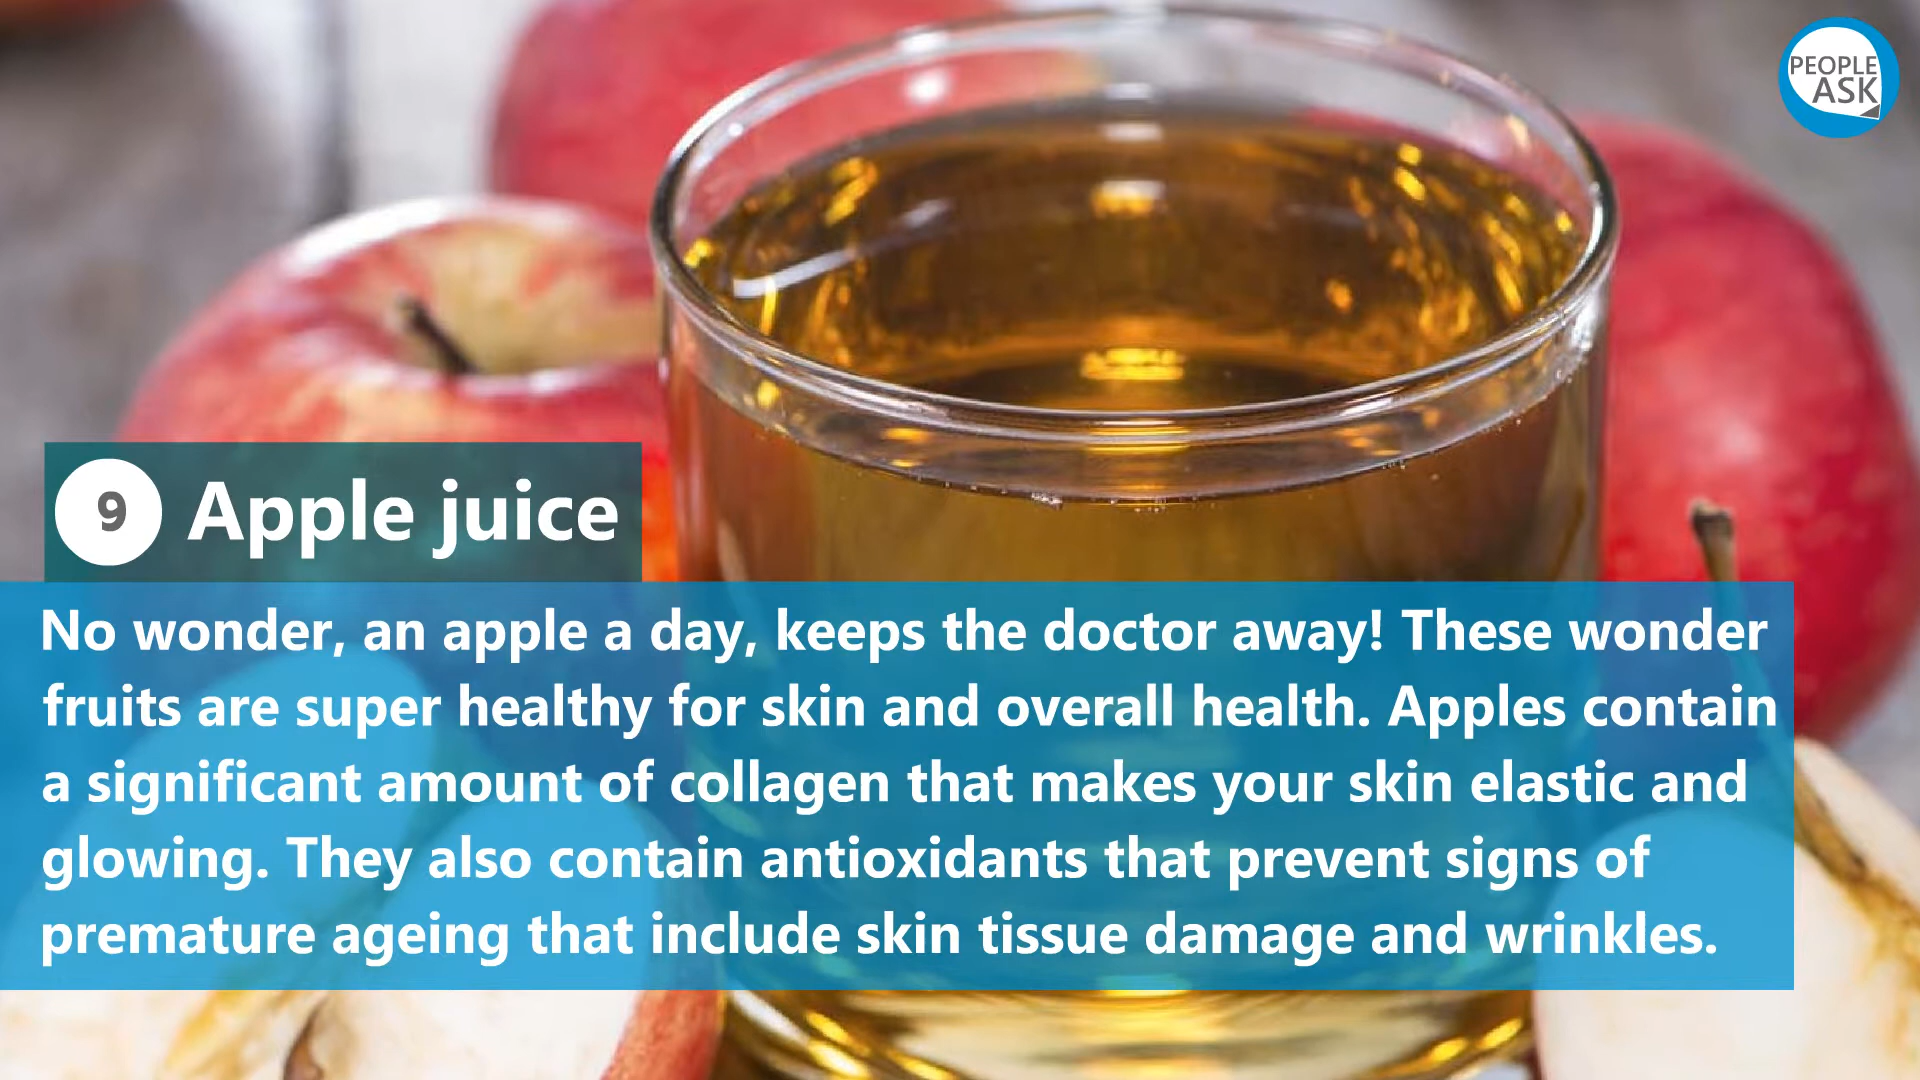 PEOPLE
ASK
9 Apple juice
No wonder, an apple a day, keeps the doctor away! These wonder
fruits are super healthy for skin and overall health. Apples contain
a significant amount of collagen that makes your skin elastic and
glowing. They also contain antioxidants that prevent signs of
premature ageing that include skin tissue damage and wrinkles.